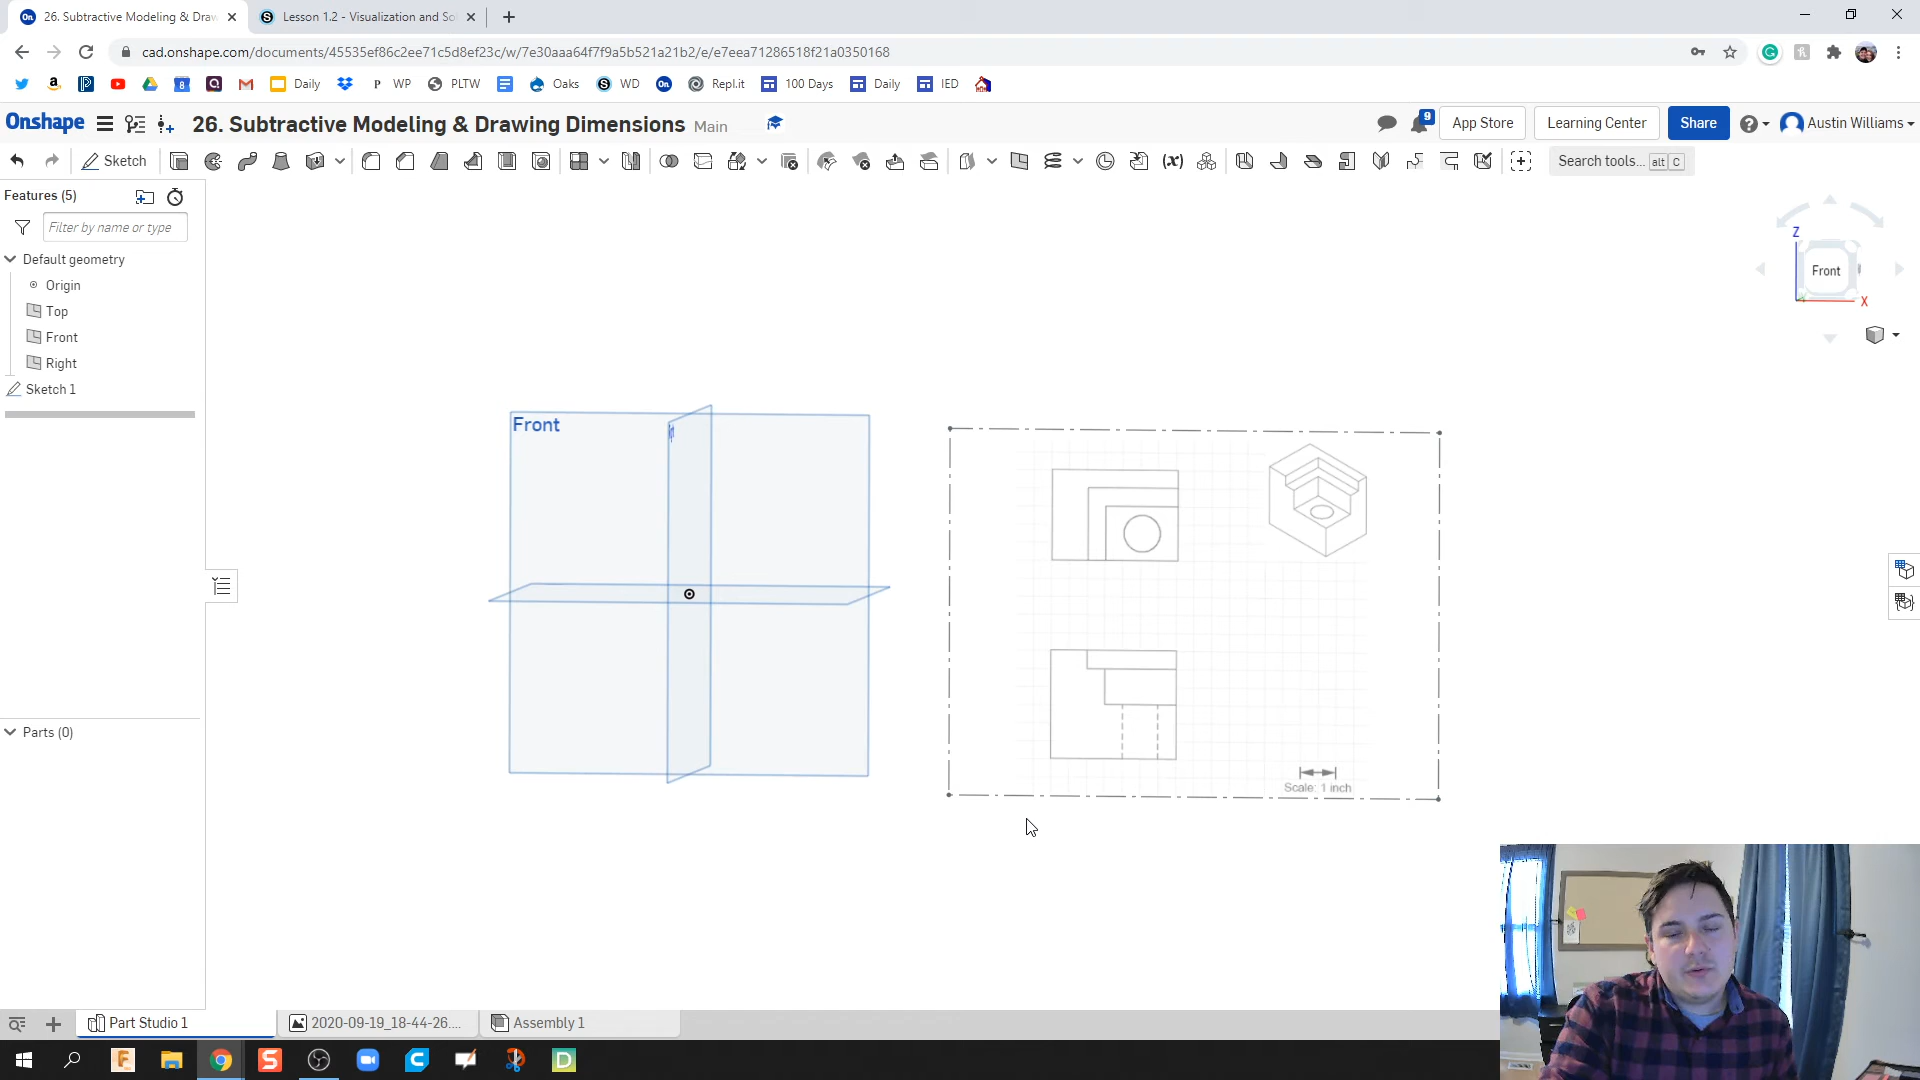 26. Subtractive Modeling & Draw
Lesson 1.2 - Visualization and So
cad.onshape.com/documents/45535ef86c2ee71c5d8ef23c/w/7e30aaa64f7f9a5b521a21b2/e/e7eea71286518f21a0350168
Daily
WP
PLTW
Oaks
WD
Repl.it
100 Days
Daily
IED
Onshape
26. Subtractive Modeling & Drawing Dimensions Main
9
App Store
Learning Center
Share
Austin Williams
Sketch
Search tools... alt C
Features (5)
Filter by name or type
Default geometry
Origin
Top
Front
Right
Sketch 1
Parts (0)
Front
Z
Front
X
Scale: 1 inch
Part Studio 1
2020-09-19_18-44-26....
Assembly 1